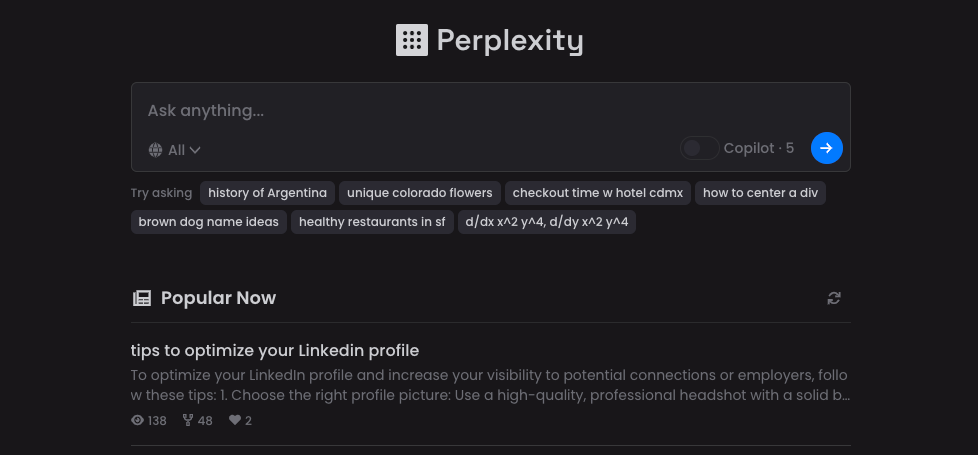 Perplexity
Ask anything...
All
Copilot · 5
Try asking
history of Argentina
unique colorado flowers
checkout time w hotel cdmx
how to center a div
brown dog name ideas
healthy restaurants in sf
d/dx x^2 y^4, d/dy x^2 y^4
Popular Now
tips to optimize your Linkedin profile
To optimize your LinkedIn profile and increase your visibility to potential connections or employers, follo
w these tips: 1. Choose the right profile picture: Use a high-quality, professional headshot with a solid b...
138 48 2